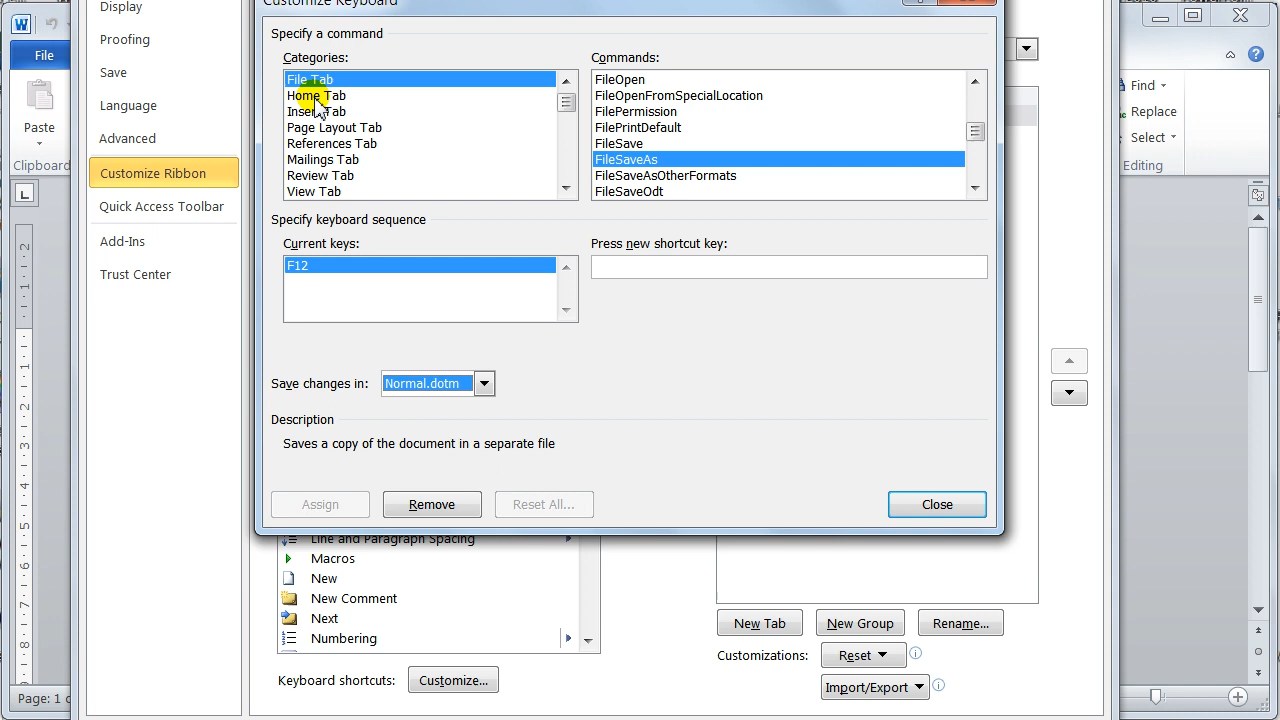 Display
Proofing
Save
Language
Advanced
Customize Ribbon
Quick Access Toolbar
Add-Ins
Trust Center
File
Paste
Clipboard
Page: 1
Customize Keyboard
Specify a command
Categories:
File Tab
Home Tab
Insert Tab
Page Layout Tab
References Tab
Mailings Tab
Review Tab
View Tab
Commands:
FileOpen
FileOpenFromSpecialLocation
FilePermission
FilePrintDefault
FileSave
FileSaveAs
FileSaveAsOtherFormats
FileSaveOdt
Specify keyboard sequence
Current keys:
F12
Press new shortcut key:
Save changes in: Normal.dotm
Description
Saves a copy of the document in a separate file
Assign
Remove
Reset All...
Close
Line and Paragraph Spacing
Macros
New
New Comment
Next
Numbering
Keyboard shortcuts: Customize...
New Tab
New Group
Rename...
Customizations: Reset
Import/Export
Find
Replace
Select
Editing